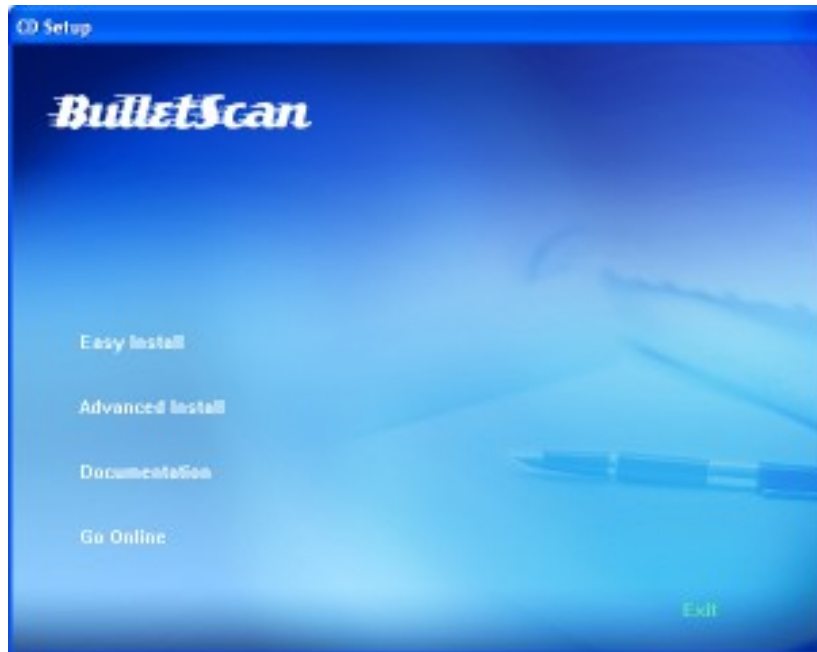 CD Setup
BulletScan
Easy Install
Advanced Install
Documentation
Go Online
Exit